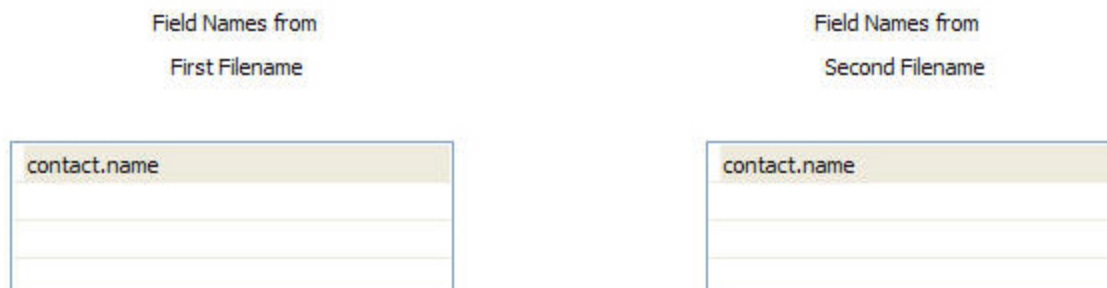 Field Names from
First Filename
contact.name
Field Names from
Second Filename
contact.name